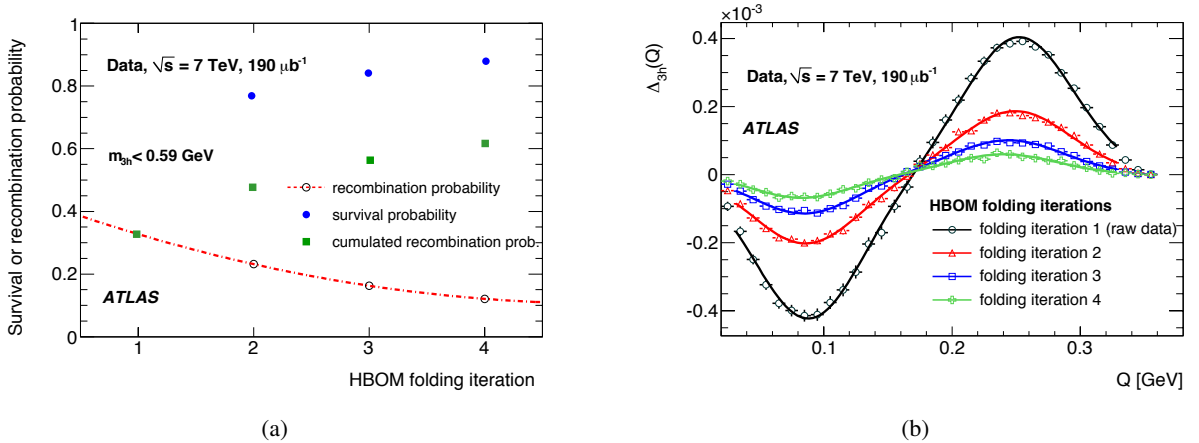 Survival or recombination probability
1
0.8
0.6
0.4
0.2
0
Data, √s = 7 TeV, 190 μb⁻¹
m₃ₕ< 0.59 GeV
recombination probability
survival probability
cumulated recombination prob.
ATLAS
1 2 3 4
HBOM folding iteration
(a)
×10⁻³
Δ₃ₕ(Q)
0.4
0.2
0
-0.2
-0.4
Data, √s = 7 TeV, 190 μb⁻¹
ATLAS
HBOM folding iterations
folding iteration 1 (raw data)
folding iteration 2
folding iteration 3
folding iteration 4
0.1 0.2 0.3
Q [GeV]
(b)